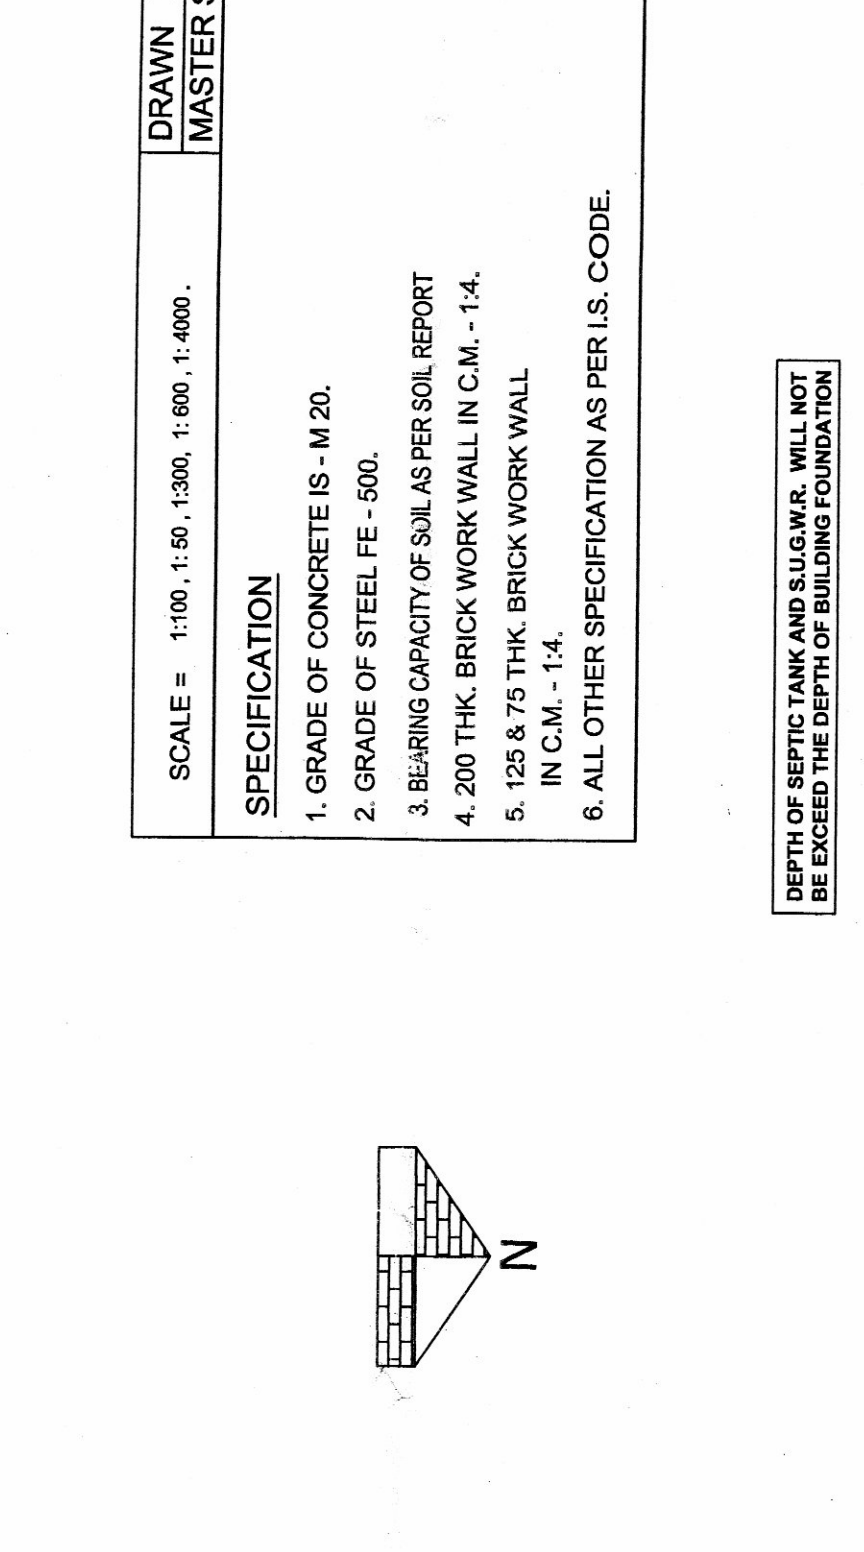 SCALE = 1:100 , 1: 50 , 1:300, 1: 600 , 1: 4000 .
DRAWN
MASTER
SPECIFICATION
1. GRADE OF CONCRETE IS - M 20.
2. GRADE OF STEEL FE - 500.
3. BEARING CAPACITY OF SOIL AS PER SOIL REPORT
4. 200 THK. BRICK WORK WALL IN C.M. - 1:4.
5. 125 & 75 THK. BRICK WORK WALL
IN C.M. - 1:4.
6. ALL OTHER SPECIFICATION AS PER I.S. CODE.
DEPTH OF SEPTIC TANK AND S.U.G.W.R. WILL NOT
BE EXCEED THE DEPTH OF BUILDING FOUNDATION
N